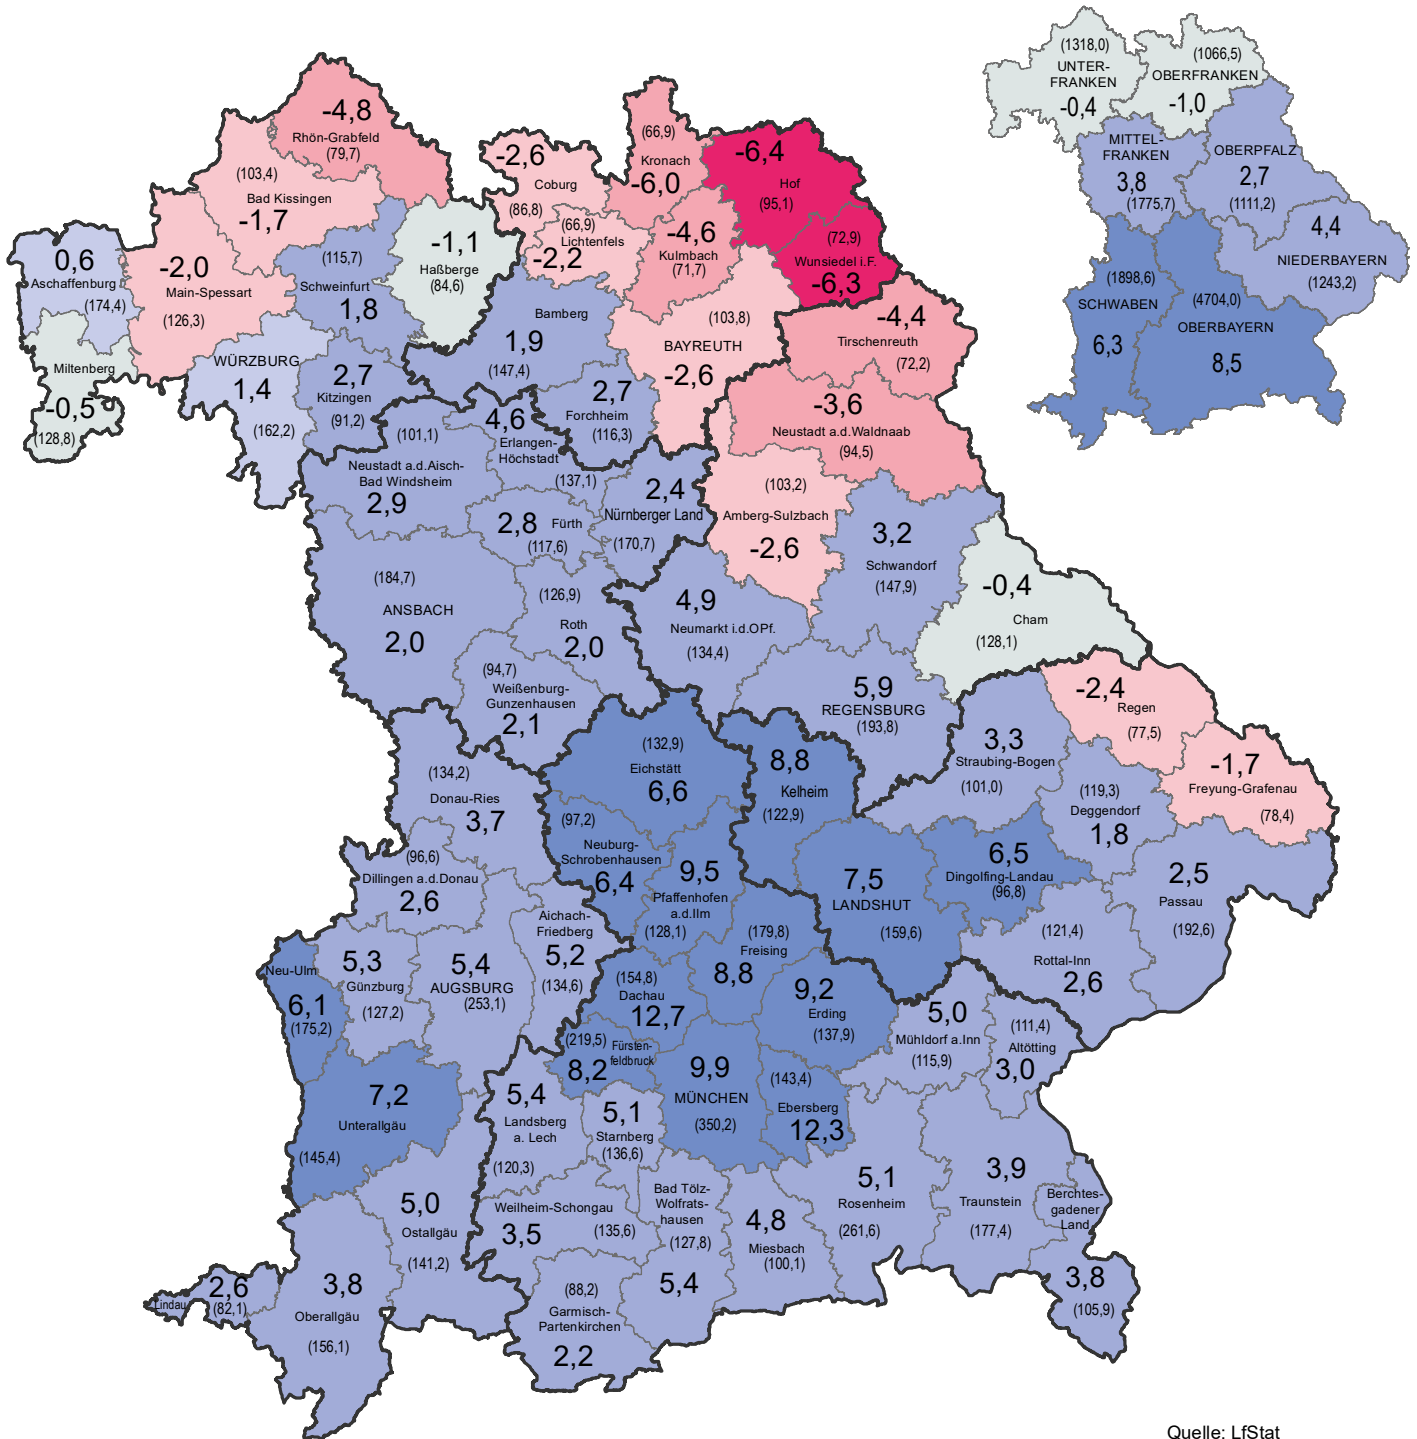 -4,8
Rhön-Grabfeld
(79,7)
(103,4)
Bad Kissingen
-1,7
-2,6
Coburg
(86,8)
(66,9)
Kronach
-6,0
-6,4
Hof
(95,1)
(66,9)
Lichtenfels
-2,2
-4,6
Kulmbach
(71,7)
(72,9)
Wunsiedel i.F.
-6,3
0,6
Aschaffenburg
(174,4)
-2,0
Main-Spessart
(126,3)
(115,7)
Schweinfurt
1,8
-1,1
Haßberge
(84,6)
Bamberg
1,9
(147,4)
(103,8)
BAYREUTH
-2,6
-4,4
Tirschenreuth
(72,2)
Miltenberg
-0,5
(128,8)
WÜRZBURG
1,4
(162,2)
2,7
Kitzingen
(91,2)
2,7
Forchheim
(116,3)
4,6
Erlangen-
Höchstadt
(137,1)
-3,6
Neustadt a.d.Waldnaab
(94,5)
(101,1)
Neustadt a.d.Aisch-
Bad Windsheim
2,9
2,8 Fürth
(117,6)
2,4
Nürnberger Land
(170,7)
(103,2)
Amberg-Sulzbach
-2,6
3,2
Schwandorf
(147,9)
-0,4
Cham
(128,1)
(184,7)
ANSBACH
2,0
(126,9)
Roth
2,0
4,9
Neumarkt i.d.OPf.
(134,4)
(94,7)
Weißenburg-
Gunzenhausen
2,1
5,9
REGENSBURG
(193,8)
-2,4
Regen
(77,5)
3,3
Straubing-Bogen
(101,0)
-1,7
Freyung-Grafenau
(78,4)
(132,9)
Eichstätt
6,6
8,8
Kelheim
(122,9)
(119,3)
Deggendorf
1,8
(134,2)
Donau-Ries
3,7
(97,2)
Neuburg-
Schrobenhausen
6,4
9,5
Pfaffenhofen
a.d.Ilm
(128,1)
7,5
LANDSHUT
(159,6)
6,5
Dingolfing-Landau
(96,8)
2,5
Passau
(192,6)
(96,6)
Dillingen a.d.Donau
2,6
Aichach-
Friedberg
5,2
(134,6)
(179,8)
Freising
8,8
(121,4)
Rottal-Inn
2,6
Neu-Ulm
6,1
(175,2)
5,3
Günzburg
(127,2)
5,4
AUGSBURG
(253,1)
(154,8)
Dachau
12,7
9,2
Erding
(137,9)
5,0
Mühldorf a.Inn
(115,9)
(111,4)
Altötting
3,0
(219,5)
Fürsten-
feldbruck
8,2
9,9
MÜNCHEN
(350,2)
(143,4)
Ebersberg
12,3
7,2
Unterallgäu
(145,4)
5,4
Landsberg
a. Lech
(120,3)
5,1
Starnberg
(136,6)
5,0
Ostallgäu
(141,2)
Weilheim-Schongau
3,5
(135,6)
Bad Tölz-
Wolfrats-
hausen
(127,8)
5,4
4,8
Miesbach
(100,1)
5,1
Rosenheim
(261,6)
3,9
Traunstein
(177,4)
Berchtes-
gadener
Land
3,8
(105,9)
Lindau
2,6
(82,1)
3,8
Oberallgäu
(156,1)
(88,2)
Garmisch-
Partenkirchen
2,2
(1318,0)
UNTER-
FRANKEN
-0,4
(1066,5)
OBERFRANKEN
-1,0
MITTEL-
FRANKEN
3,8
(1775,7)
OBERPFALZ
2,7
(1111,2)
4,4
NIEDERBAYERN
(1243,2)
(1898,6)
SCHWABEN
6,3
(4704,0)
OBERBAYERN
8,5
Quelle: LfStat